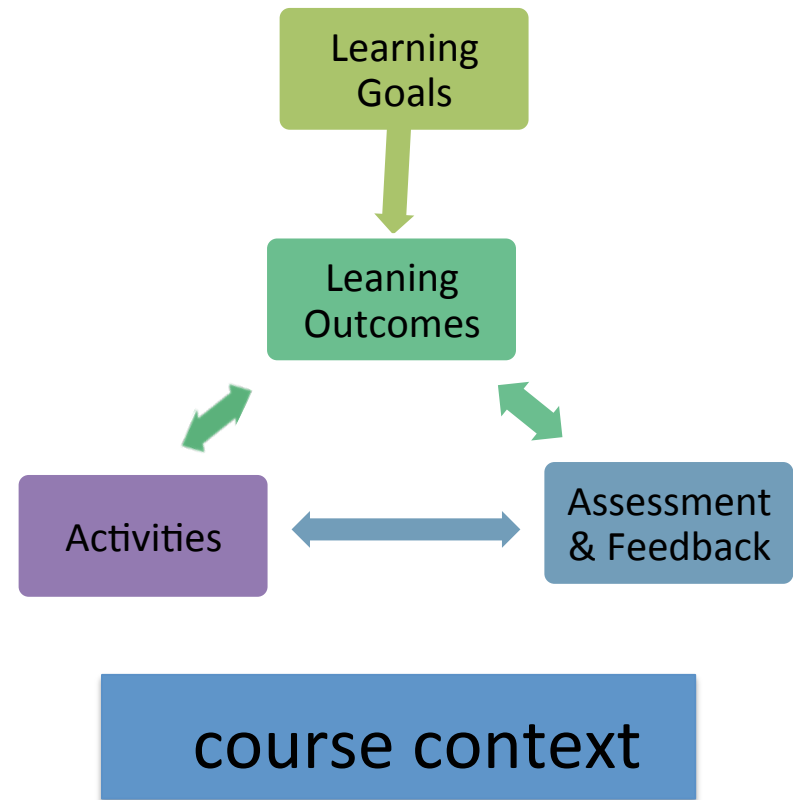 Learning
Goals
Leaning
Outcomes
Activities
Assessment
& Feedback
course context